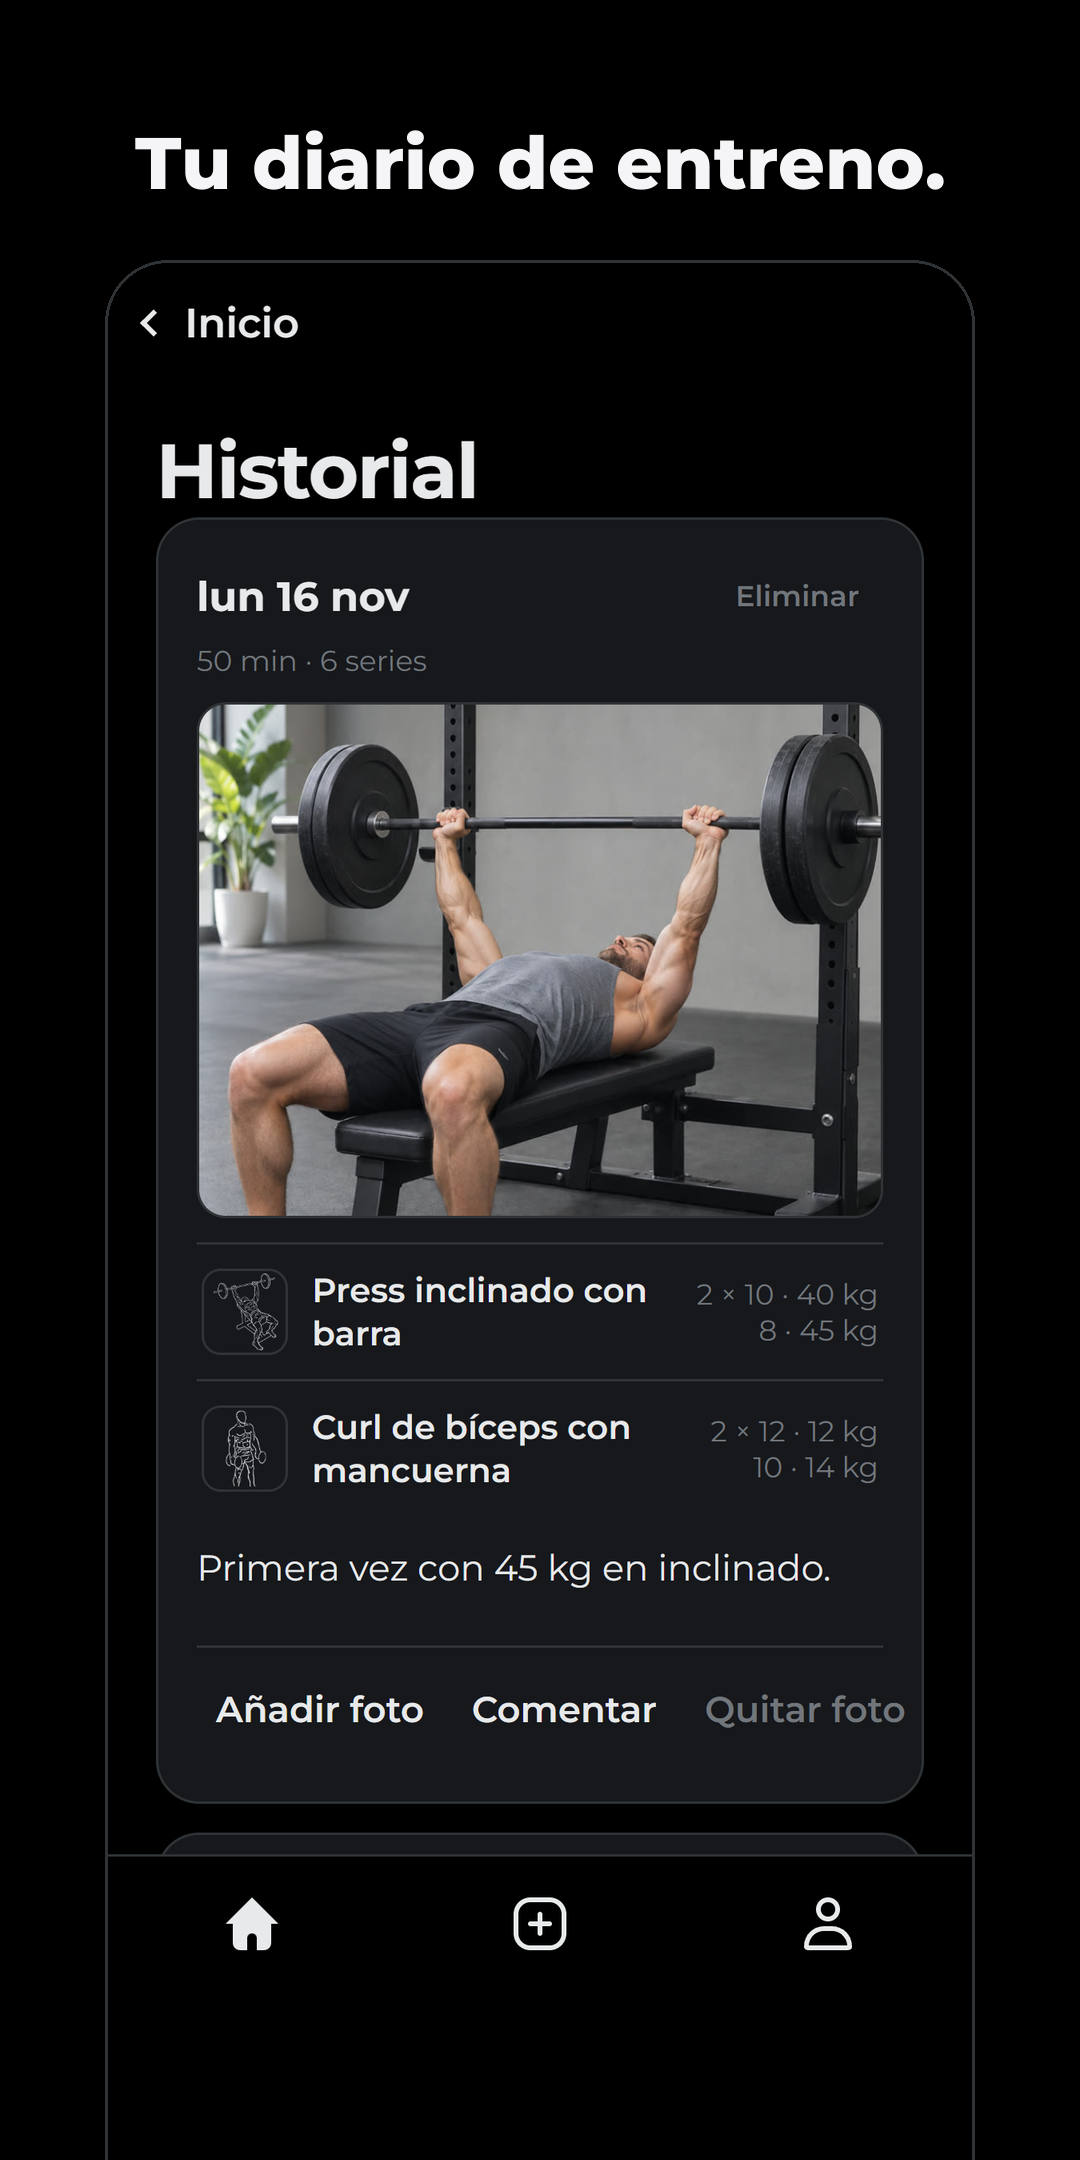 Tu diario de entreno.
Inicio
Historial
lun 16 nov
Eliminar
50 min · 6 series
Press inclinado con
barra
2 × 10 · 40 kg
8 · 45 kg
Curl de bíceps con
mancuerna
2 × 12 · 12 kg
10 · 14 kg
Primera vez con 45 kg en inclinado.
Añadir foto
Comentar
Quitar foto